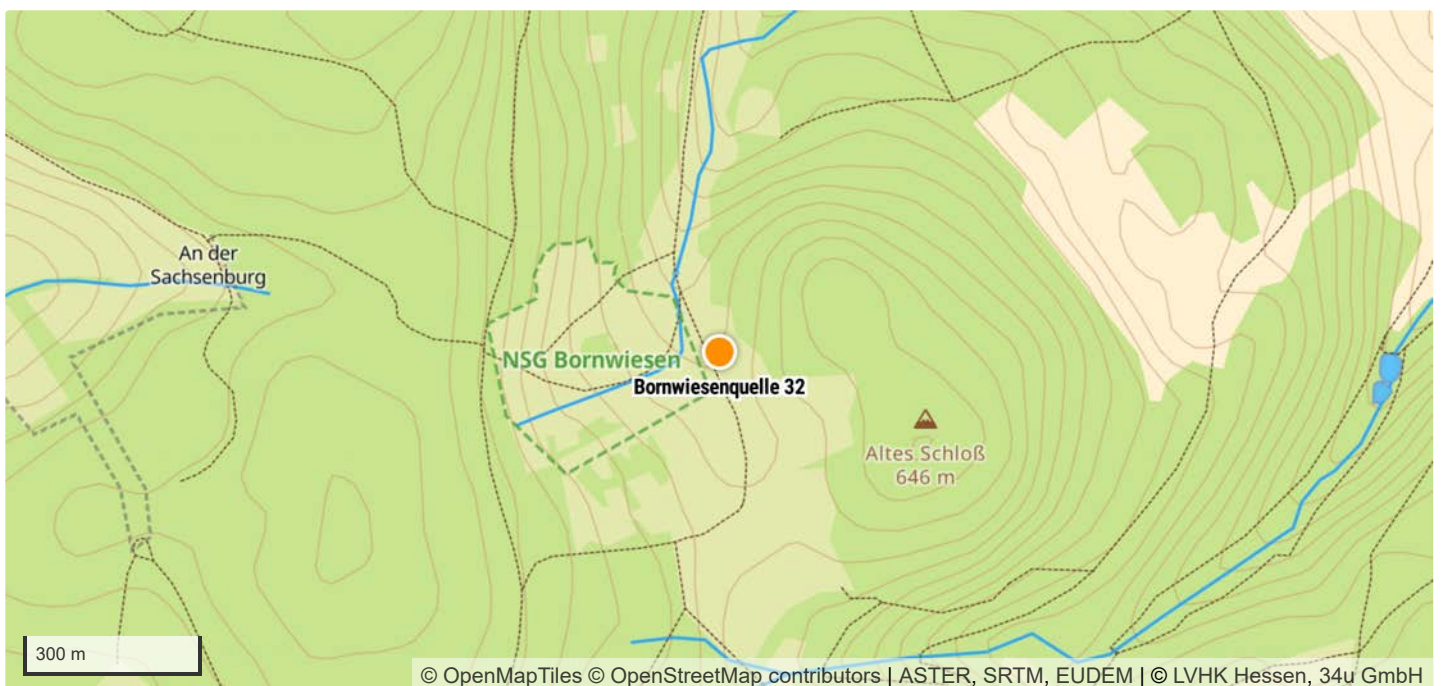 An der
Sachsenburg
NSG Bornwiesen
Bornwiesenquelle 32
Altes Schloß
646 m
300 m
© OpenMapTiles © OpenStreetMap contributors | ASTER, SRTM, EUDEM | © LVHK Hessen, 34u GmbH